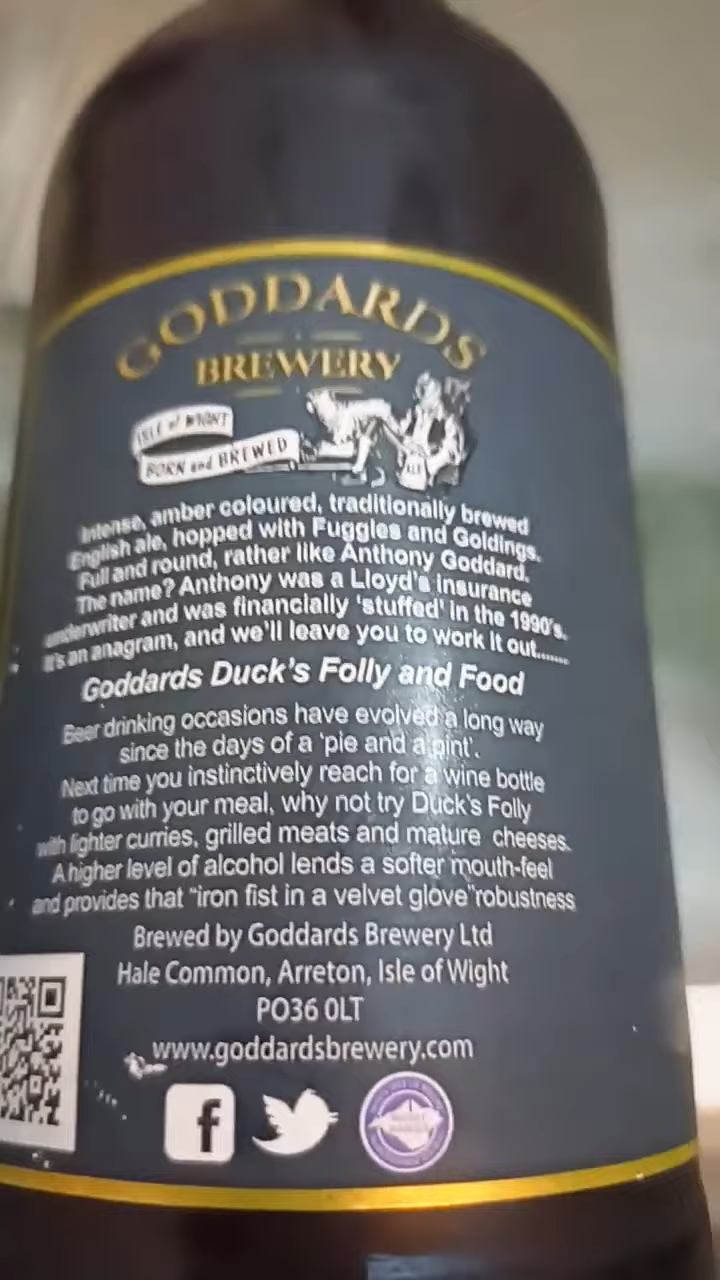 GODDARDS
BREWERY
ISLE of WIGHT
BORN and BREWED
ALE
Intense, amber coloured, traditionally brewed
English ale, hopped with Fuggles and Goldings.
Full and round, rather like Anthony Goddard.
The name? Anthony was a Lloyd's insurance
underwriter and was financially 'stuffed' in the 1990's.
It's an anagram, and we'll leave you to work it out.......
Goddards Duck's Folly and Food
Beer drinking occasions have evolved a long way
since the days of a 'pie and a pint'.
Next time you instinctively reach for a wine bottle
to go with your meal, why not try Duck's Folly
with lighter curries, grilled meats and mature cheeses.
A higher level of alcohol lends a softer mouth-feel
and provides that "iron fist in a velvet glove"robustness
Brewed by Goddards Brewery Ltd
Hale Common, Arreton, Isle of Wight
PO36 0LT
www.goddardsbrewery.com
f